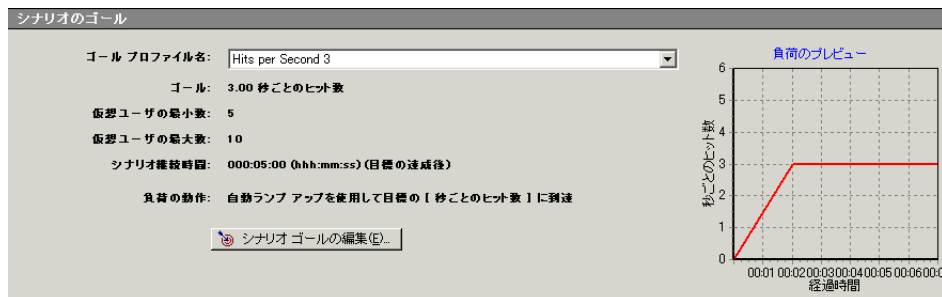 シナリオのゴール
ゴール プロファイル名: Hits per Second 3
ゴール: 3.00 秒ごとのヒット数
仮想ユーザの最小数: 5
仮想ユーザの最大数: 10
シナリオ継続時間: 000:05:00 (hhh:mm:ss) (目標の達成後)
負荷の動作: 自動ランプ アップを使用して目標の [ 秒ごとのヒット数 ] に到達
シナリオ ゴールの編集(E)...
負荷のプレビュー
秒ごとのヒット数
6
5
4
3
2
1
0
00:01 00:02 00:03 00:04 00:05 00:06 00:0
経過時間